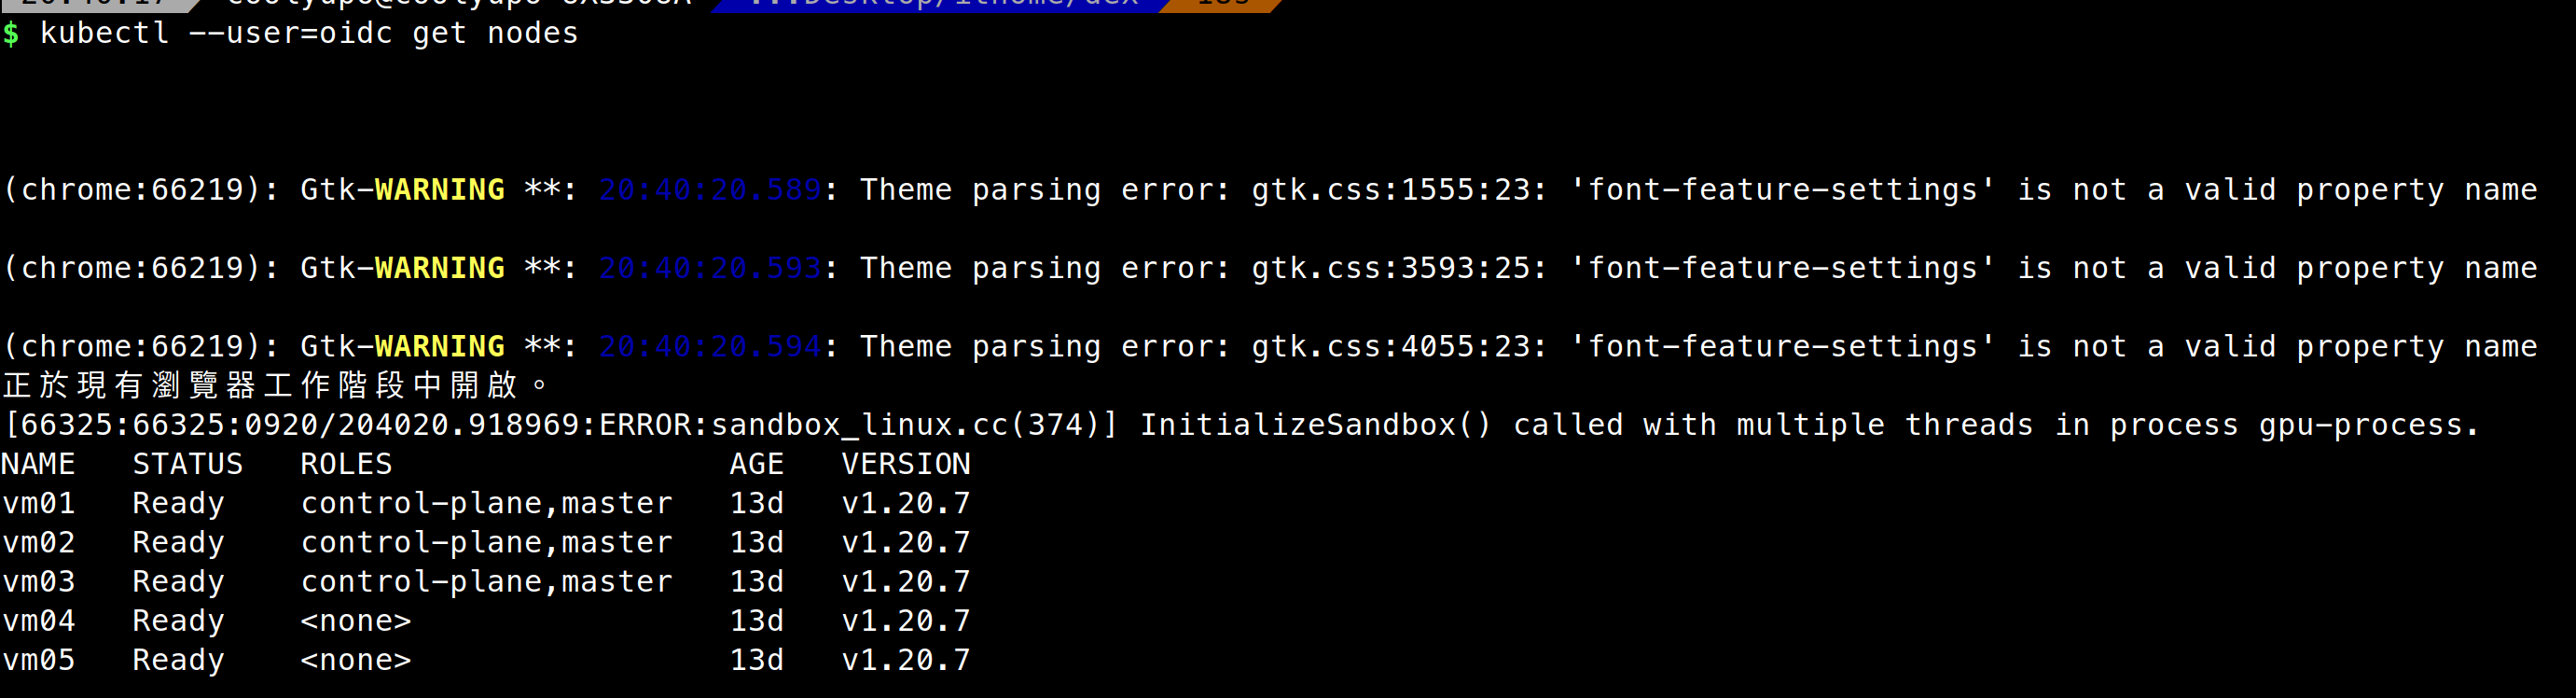 $ kubectl --user=oidc get nodes
(chrome:66219): Gtk-WARNING **: 20:40:20.589: Theme parsing error: gtk.css:1555:23: 'font-feature-settings' is not a valid property name
(chrome:66219): Gtk-WARNING **: 20:40:20.593: Theme parsing error: gtk.css:3593:25: 'font-feature-settings' is not a valid property name
(chrome:66219): Gtk-WARNING **: 20:40:20.594: Theme parsing error: gtk.css:4055:23: 'font-feature-settings' is not a valid property name
正於現有瀏覽器工作階段中開啟。
[66325:66325:0920/204020.918969:ERROR:sandbox_linux.cc(374)] InitializeSandbox() called with multiple threads in process gpu-process.
NAME STATUS ROLES AGE VERSION
vm01 Ready control-plane,master 13d v1.20.7
vm02 Ready control-plane,master 13d v1.20.7
vm03 Ready control-plane,master 13d v1.20.7
vm04 Ready <none> 13d v1.20.7
vm05 Ready <none> 13d v1.20.7